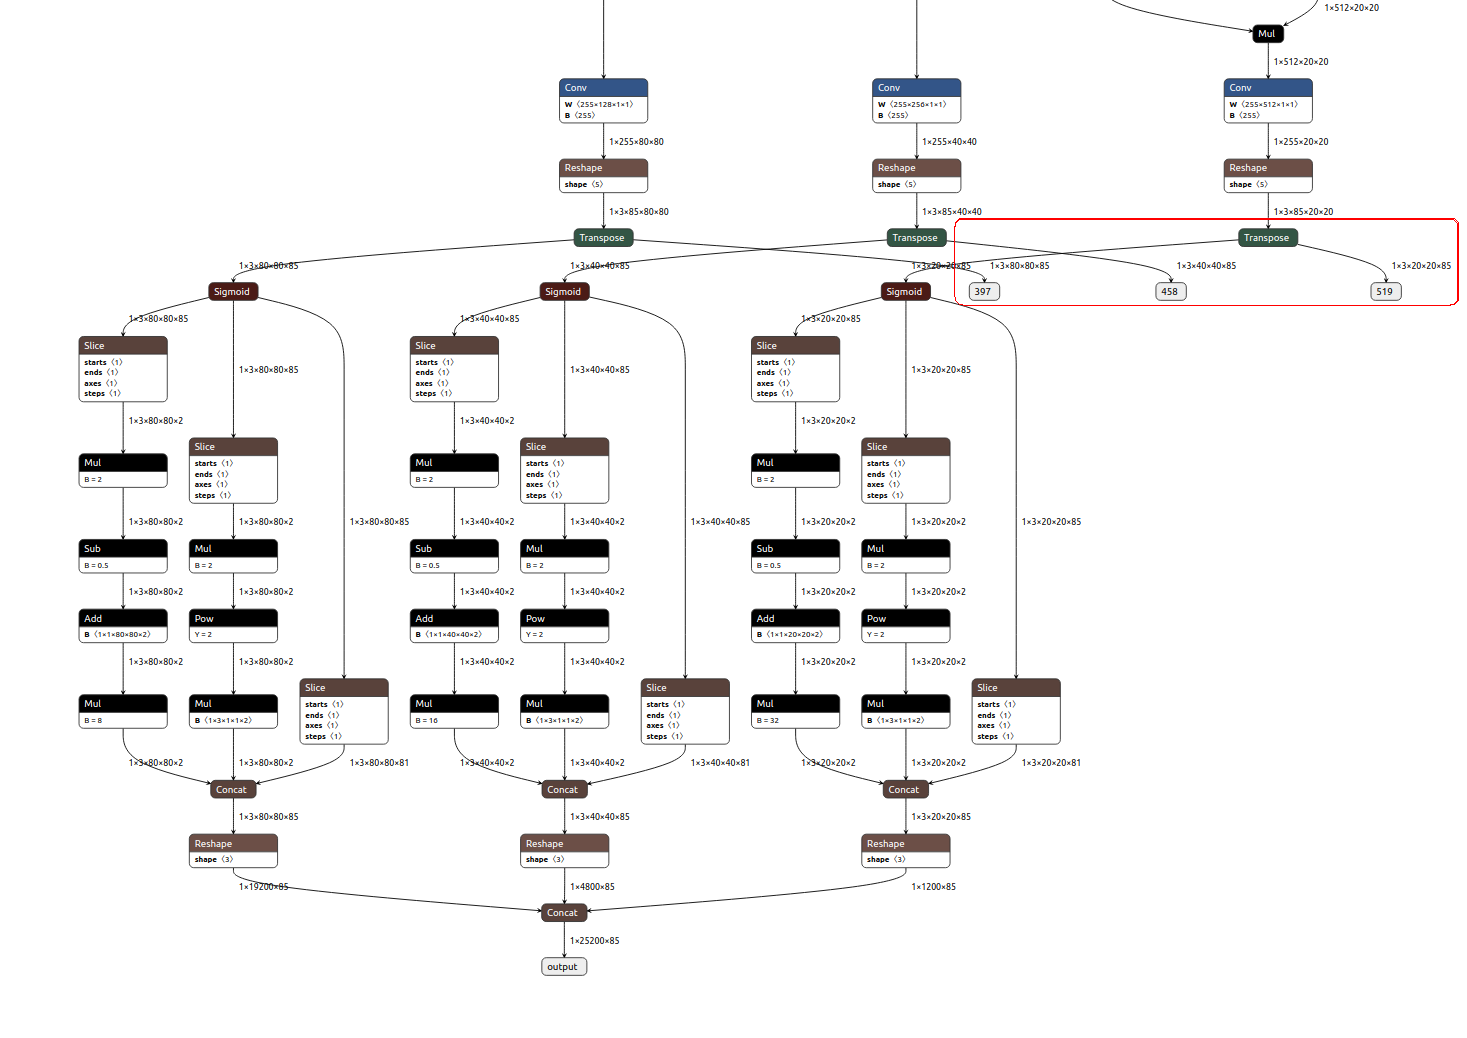 1×512×20×20
Mul
1×512×20×20
Conv
W 〈255×128×1×1〉
B 〈255〉
Conv
W 〈255×256×1×1〉
B 〈255〉
Conv
W 〈255×512×1×1〉
B 〈255〉
1×255×80×80
1×255×40×40
1×255×20×20
Reshape
shape 〈5〉
Reshape
shape 〈5〉
Reshape
shape 〈5〉
1×3×85×80×80
1×3×85×40×40
1×3×85×20×20
Transpose
Transpose
Transpose
1×3×80×80×85
1×3×40×40×85
1×3×20×20×85
1×3×80×80×85
1×3×40×40×85
1×3×20×20×85
Sigmoid
Sigmoid
Sigmoid
397
458
519
1×3×80×80×85
1×3×40×40×85
1×3×20×20×85
Slice
starts 〈1〉
ends 〈1〉
axes 〈1〉
steps 〈1〉
1×3×80×80×85
Slice
starts 〈1〉
ends 〈1〉
axes 〈1〉
steps 〈1〉
1×3×40×40×85
Slice
starts 〈1〉
ends 〈1〉
axes 〈1〉
steps 〈1〉
1×3×20×20×85
1×3×80×80×2
1×3×40×40×2
1×3×20×20×2
Mul
B = 2
Slice
starts 〈1〉
ends 〈1〉
axes 〈1〉
steps 〈1〉
Mul
B = 2
Slice
starts 〈1〉
ends 〈1〉
axes 〈1〉
steps 〈1〉
Mul
B = 2
Slice
starts 〈1〉
ends 〈1〉
axes 〈1〉
steps 〈1〉
1×3×80×80×2
1×3×80×80×2
1×3×80×80×85
1×3×40×40×2
1×3×40×40×2
1×3×40×40×85
1×3×20×20×2
1×3×20×20×2
1×3×20×20×85
Sub
B = 0.5
Mul
B = 2
Sub
B = 0.5
Mul
B = 2
Sub
B = 0.5
Mul
B = 2
1×3×80×80×2
1×3×80×80×2
1×3×40×40×2
1×3×40×40×2
1×3×20×20×2
1×3×20×20×2
Add
B 〈1×1×80×80×2〉
Pow
Y = 2
Add
B 〈1×1×40×40×2〉
Pow
Y = 2
Add
B 〈1×1×20×20×2〉
Pow
Y = 2
1×3×80×80×2
1×3×80×80×2
1×3×40×40×2
1×3×40×40×2
1×3×20×20×2
1×3×20×20×2
Mul
B = 8
Mul
B 〈1×3×1×1×2〉
Slice
starts 〈1〉
ends 〈1〉
axes 〈1〉
steps 〈1〉
Mul
B = 16
Mul
B 〈1×3×1×1×2〉
Slice
starts 〈1〉
ends 〈1〉
axes 〈1〉
steps 〈1〉
Mul
B = 32
Mul
B 〈1×3×1×1×2〉
Slice
starts 〈1〉
ends 〈1〉
axes 〈1〉
steps 〈1〉
1×3×80×80×2
1×3×80×80×2
1×3×80×80×81
1×3×40×40×2
1×3×40×40×2
1×3×40×40×81
1×3×20×20×2
1×3×20×20×2
1×3×20×20×81
Concat
Concat
Concat
1×3×80×80×85
1×3×40×40×85
1×3×20×20×85
Reshape
shape 〈3〉
Reshape
shape 〈3〉
Reshape
shape 〈3〉
1×19200×85
1×4800×85
1×1200×85
Concat
1×25200×85
output